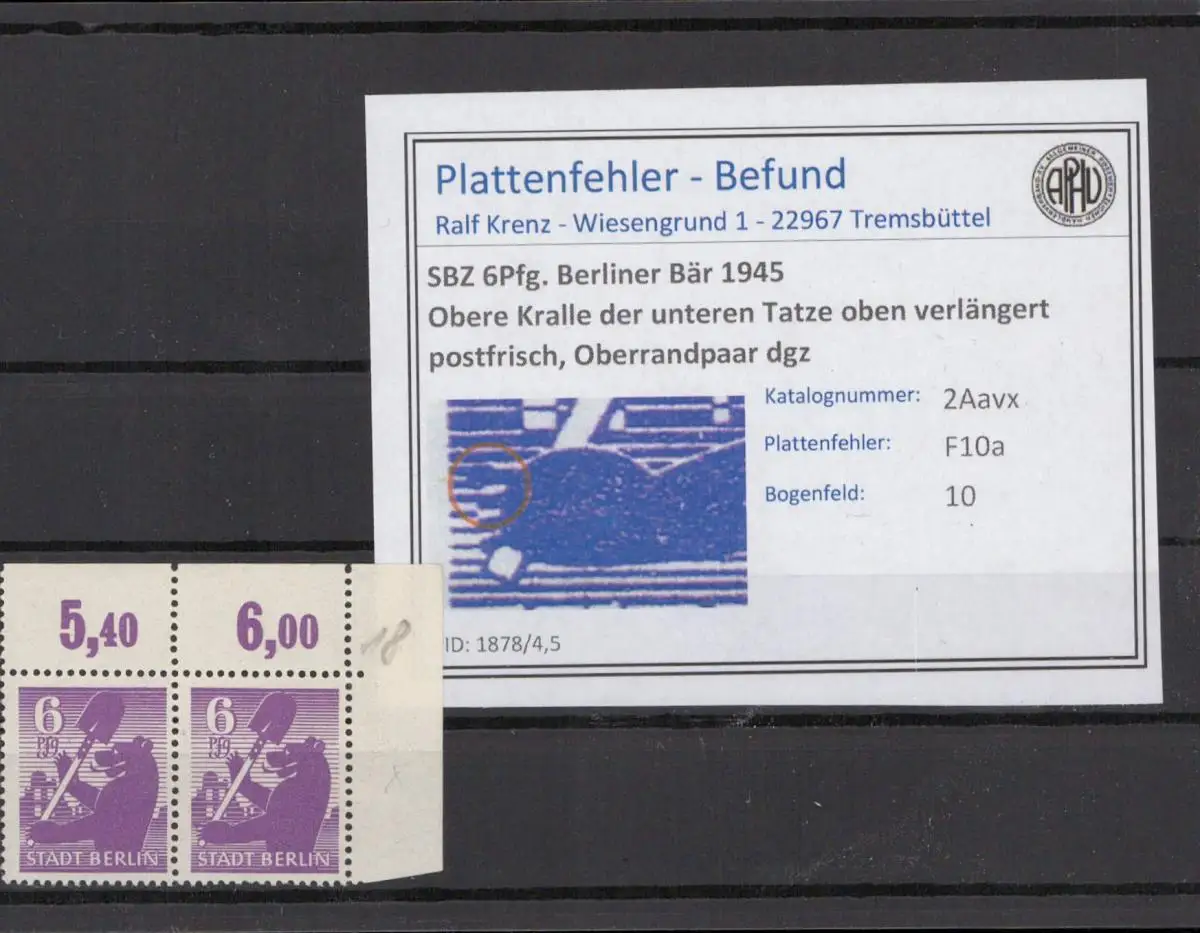 Plattenfehler - Befund
Ralf Krenz - Wiesengrund 1 - 22967 Tremsbüttel
APHV
SBZ 6Pfg. Berliner Bär 1945
Obere Kralle der unteren Tatze oben verlängert
postfrisch, Oberrandpaar dgz
Katalognummer: 2Aavx
Plattenfehler: F10a
Bogenfeld: 10
ID: 1878/4,5
5,40 6,00 18
6 6
Pfg Pfg
x
STADT BERLIN STADT BERLIN